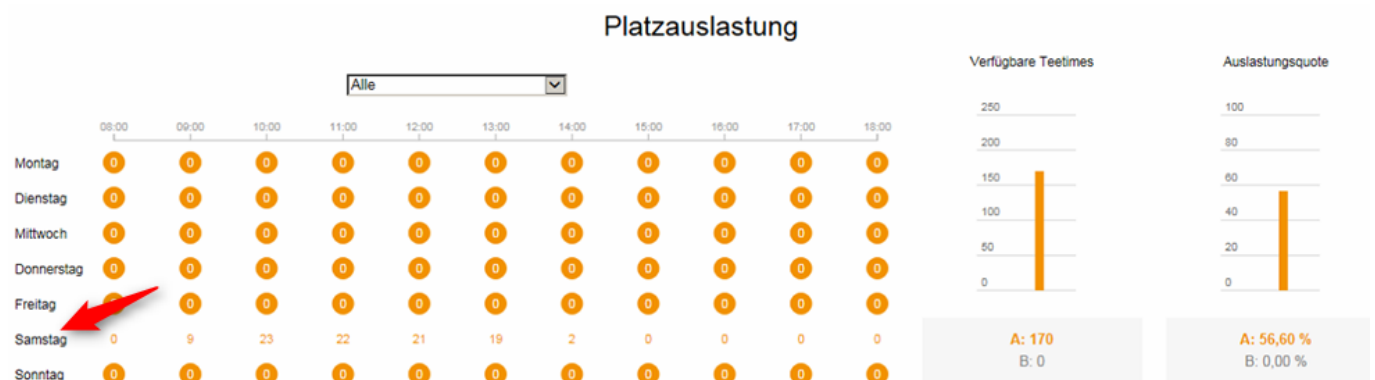 Platzauslastung
Alle
08:00 09:00 10:00 11:00 12:00 13:00 14:00 15:00 16:00 17:00 18:00
Montag 0 0 0 0 0 0 0 0 0 0 0
Dienstag 0 0 0 0 0 0 0 0 0 0 0
Mittwoch 0 0 0 0 0 0 0 0 0 0 0
Donnerstag 0 0 0 0 0 0 0 0 0 0 0
Freitag 0 0 0 0 0 0 0 0 0 0
Samstag 0 9 23 22 21 19 2 0 0 0 0
Sonntag 0 0 0 0 0 0 0 0 0 0 0
Verfügbare Teetimes
250
200
150
100
50
0
A: 170
B: 0
Auslastungsquote
100
80
60
40
20
0
A: 56,60 %
B: 0,00 %